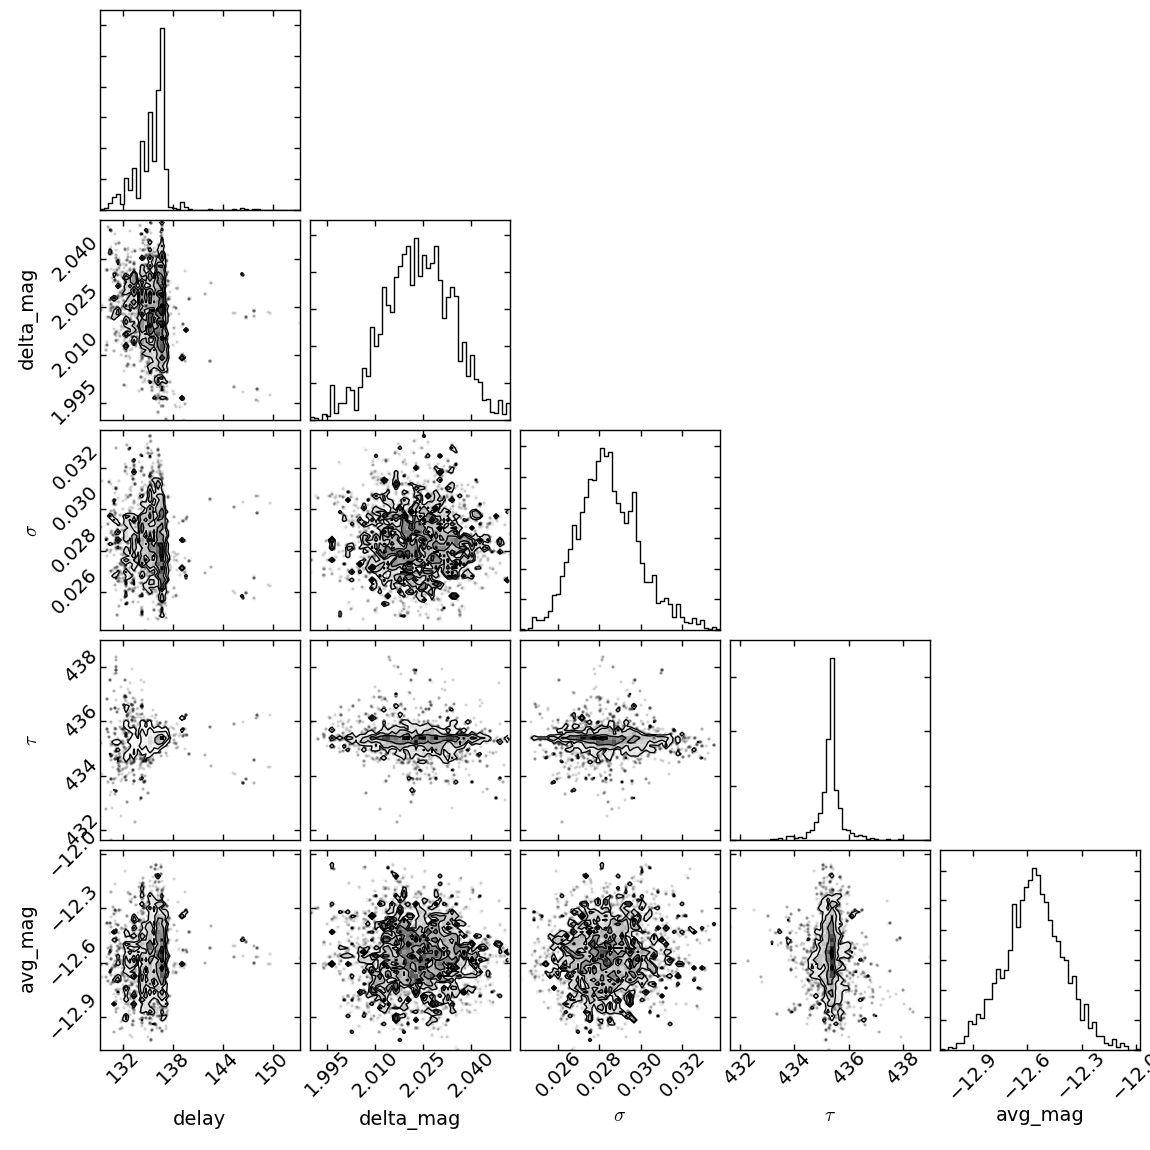 2.040
2.025
2.010
1.995
delta_mag
0.032
0.030
0.028
0.026
σ
438
436
434
432
τ
−12.0
−12.3
−12.6
−12.9
avg_mag
132 138 144 150
delay
1.995 2.010 2.025 2.040
delta_mag
0.026 0.028 0.030 0.032
σ
432 434 436 438
τ
−12.9 −12.6 −12.3 −12.0
avg_mag